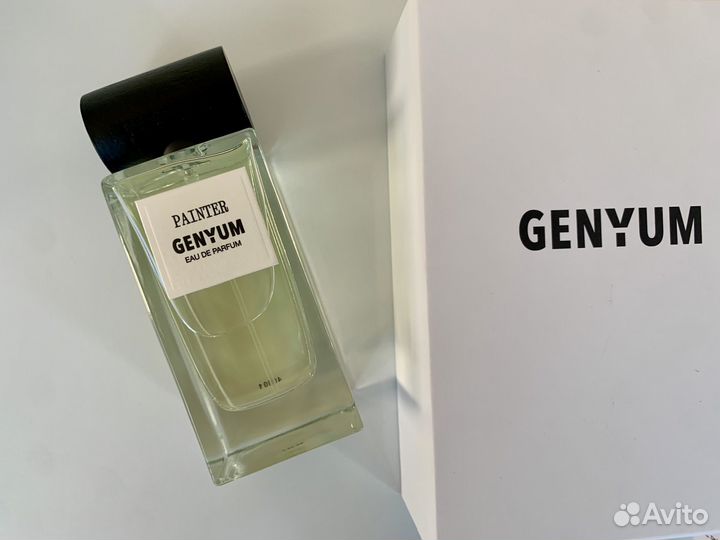 PAINTER
GENYUM
EAU DE PARFUM
GENYUM
Avito